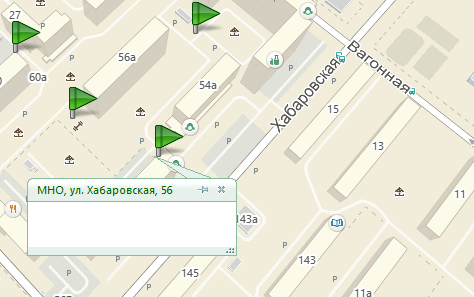 27
56а
60а
54а
Вагонная
Хабаровская
15
13
11
МНО, ул. Хабаровская, 56
143а
145
143
11а